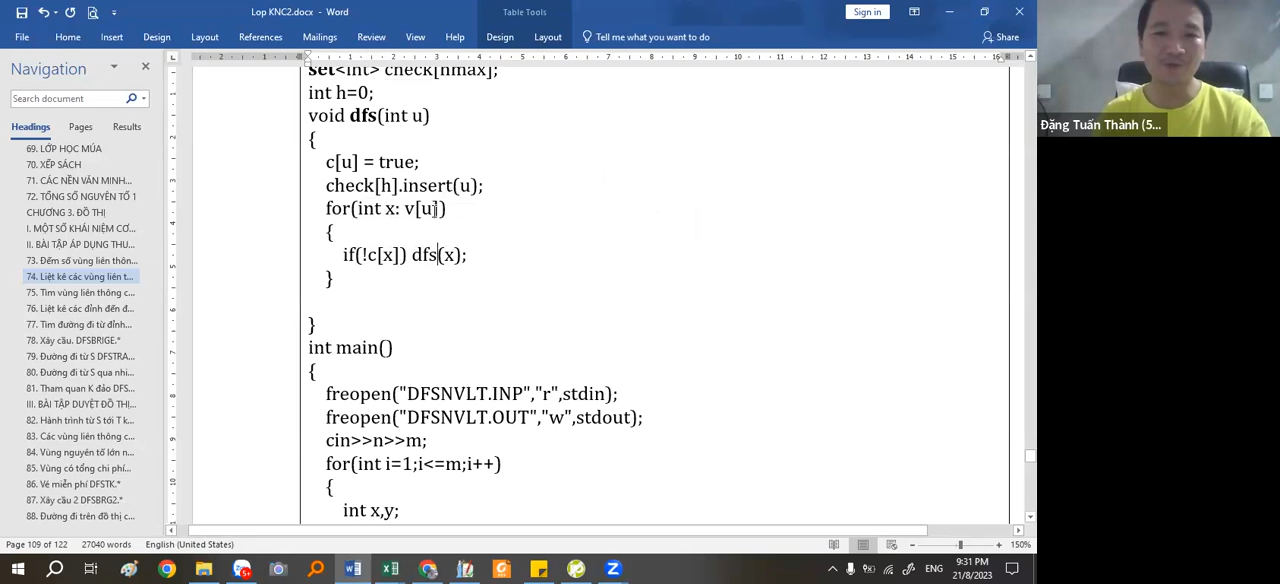 Lop KNC2.docx - Word
Table Tools
Sign in
File Home Insert Design Layout References Mailings Review View Help Design Layout Tell me what you want to do Share
Navigation
Search document
Headings Pages Results
69. LỚP HỌC MÚA
70. XẾP SÁCH
71. CÁC NỀN VĂN MINH...
72. TỔNG SỐ NGUYÊN TỐ 1
CHƯƠNG 3. ĐỒ THỊ
I. MỘT SỐ KHÁI NIỆM CƠ...
II. BÀI TẬP ÁP DỤNG THU...
73. Đếm số vùng liên thôn...
74. Liệt kê các vùng liên t...
75. Tìm vùng liên thông c...
76. Liệt kê các đỉnh đến đ...
77. Tìm đường đi từ đỉnh...
78. Xây cầu. DFSBRIGE.*
79. Đường đi từ S DFSTRA...
80. Đường đi từ S qua nhi...
81. Tham quan K đảo DFS...
III. BÀI TẬP DUYỆT ĐỒ THỊ...
82. Hành trình từ S tới T k...
83. Các vùng liên thông c...
84. Vùng nguyên tố lớn n...
85. Vùng có tổng chi phí...
86. Vé miễn phí DFSTK.*
87. Xây cầu 2 DFSBRG2.*
88. Đường đi trên đồ thị c...
set<int> check[nmax];
int h=0;
void dfs(int u)
{
c[u] = true;
check[h].insert(u);
for(int x: v[u])
{
if(!c[x]) dfs(x);
}
}
int main()
{
freopen("DFSNVLT.INP","r",stdin);
freopen("DFSNVLT.OUT","w",stdout);
cin>>n>>m;
for(int i=1;i<=m;i++)
{
int x,y;
Đặng Tuấn Thành (5...
Page 109 of 122 27040 words English (United States)
150%
ENG
9:31 PM
21/8/2023